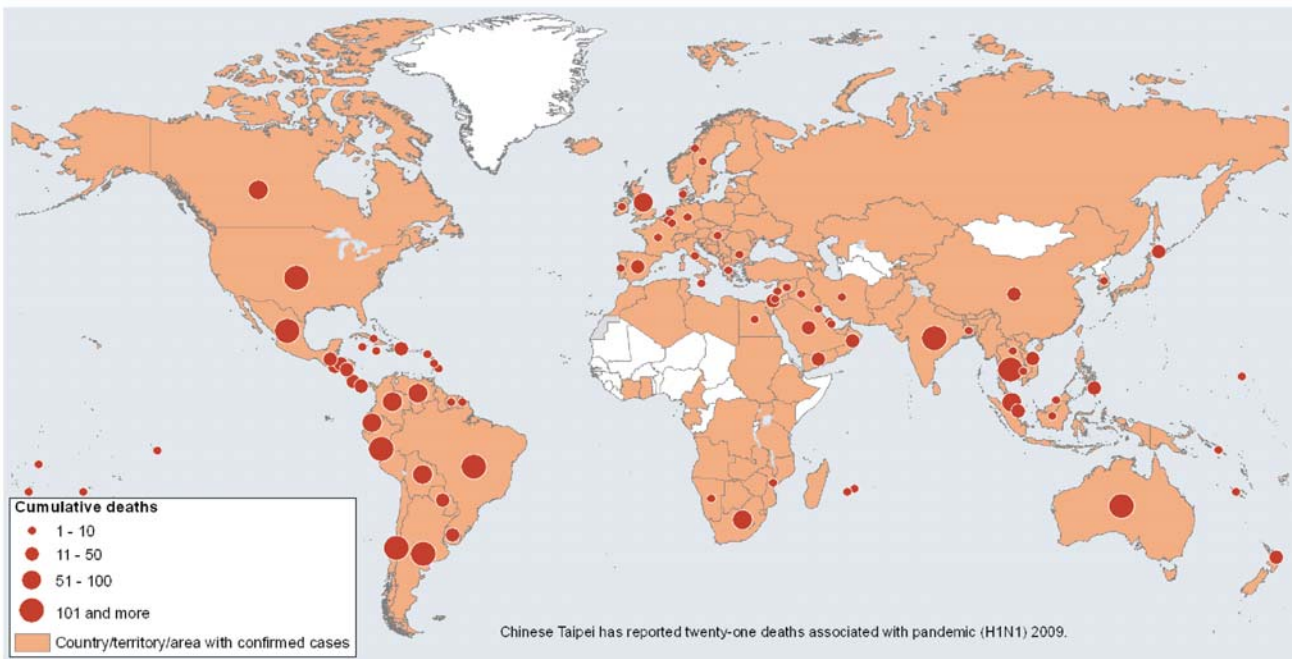 Cumulative deaths
1 - 10
11 - 50
51 - 100
101 and more
Country/territory/area with confirmed cases
Chinese Taipei has reported twenty-one deaths associated with pandemic (H1N1) 2009.